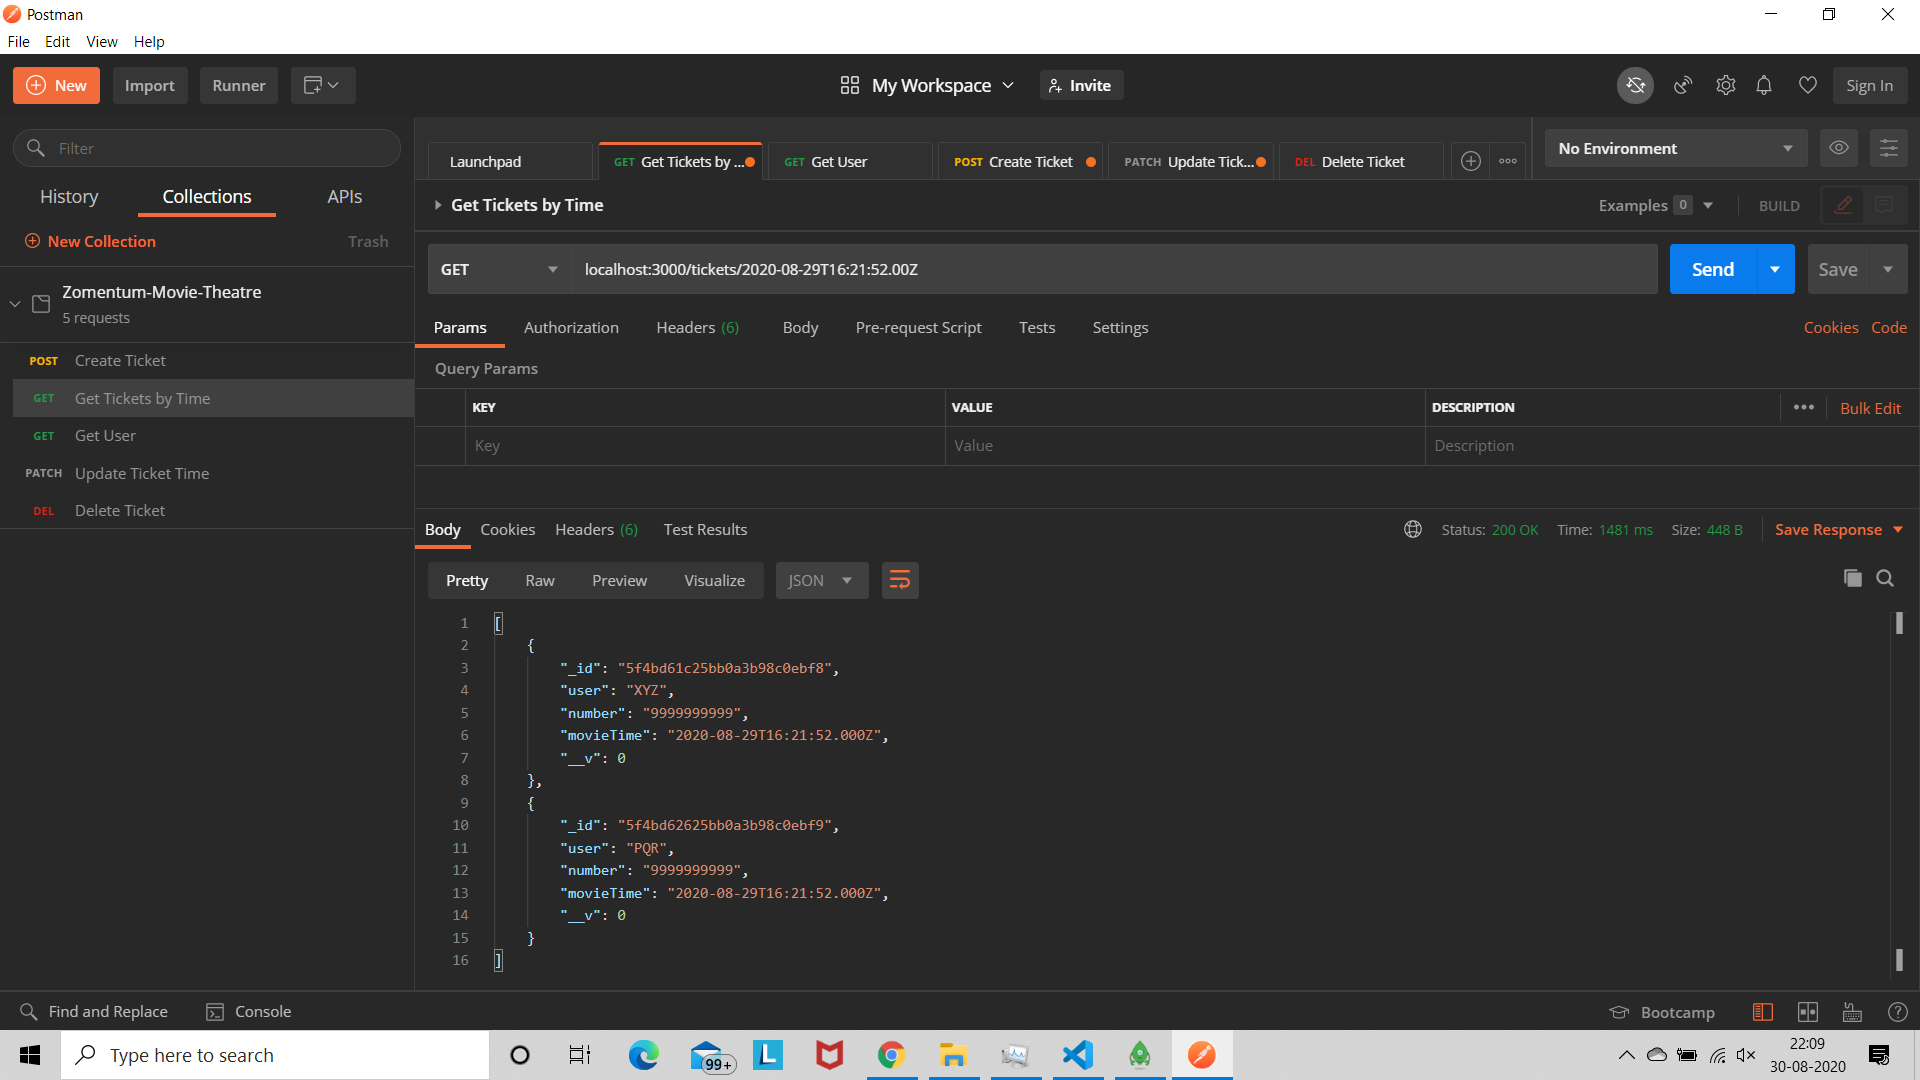 Postman
File Edit View Help
New Import Runner My Workspace Invite Sign In
Filter
History Collections APIs
New Collection Trash
Zomentum-Movie-Theatre
5 requests
POST Create Ticket
GET Get Tickets by Time
GET Get User
PATCH Update Ticket Time
DEL Delete Ticket
Launchpad GET Get Tickets by ... GET Get User POST Create Ticket PATCH Update Tick... DEL Delete Ticket
No Environment
Get Tickets by Time Examples 0 BUILD
GET localhost:3000/tickets/2020-08-29T16:21:52.00Z Send Save
Params Authorization Headers (6) Body Pre-request Script Tests Settings Cookies Code
Query Params
KEY VALUE DESCRIPTION Bulk Edit
Key Value Description
Body Cookies Headers (6) Test Results Status: 200 OK Time: 1481 ms Size: 448 B Save Response
Pretty Raw Preview Visualize JSON
1 [
2 {
3 "_id": "5f4bd61c25bb0a3b98c0ebf8",
4 "user": "XYZ",
5 "number": "9999999999",
6 "movieTime": "2020-08-29T16:21:52.000Z",
7 "__v": 0
8 },
9 {
10 "_id": "5f4bd62625bb0a3b98c0ebf9",
11 "user": "PQR",
12 "number": "9999999999",
13 "movieTime": "2020-08-29T16:21:52.000Z",
14 "__v": 0
15 }
16 ]
Find and Replace Console Bootcamp
Type here to search 99+ L 22:09
30-08-2020